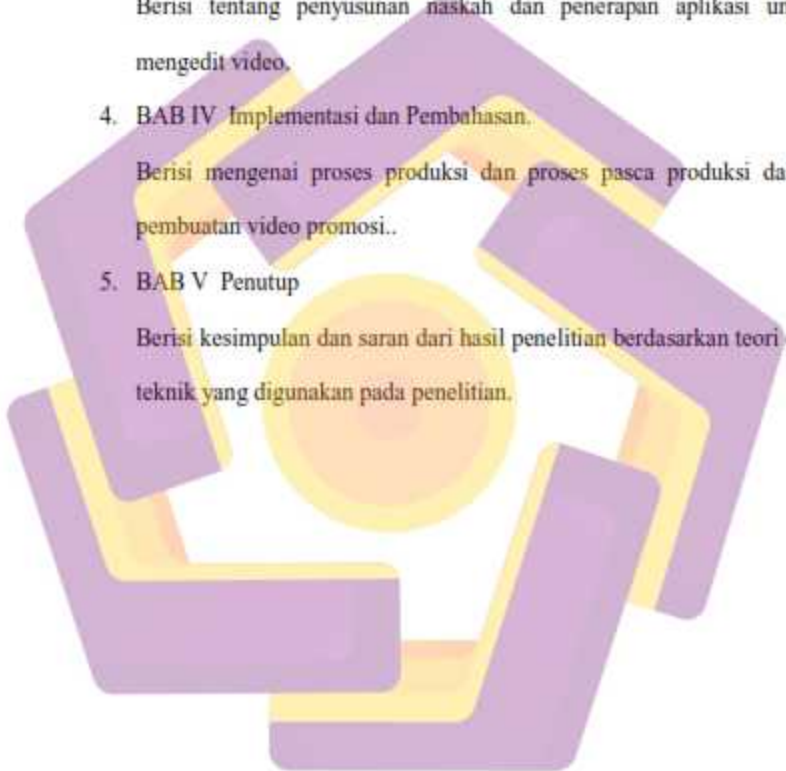 Berisi tentang penyusunan naskah dan penerapan aplikasi
mengedit video.
4. BAB IV Implementasi dan Pembahasan.
Berisi mengenai proses produksi dan proses pasca produksi
pembuatan video promosi..
5. BAB V Penutup
Berisi kesimpulan dan saran dari hasil penelitian berdasarkan teori
teknik yang digunakan pada penelitian.